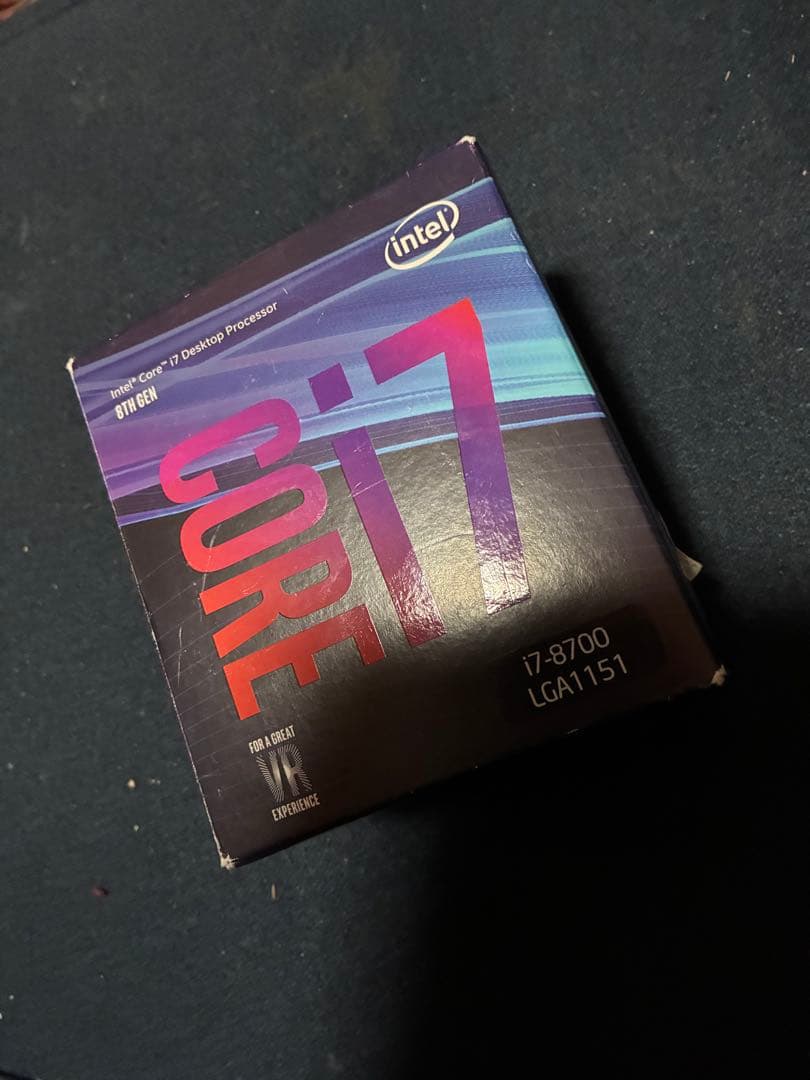 intel®
Intel® Core™ i7 Desktop Processor
8TH GEN
CORE
i7
i7-8700
LGA1151
FOR A GREAT
VR
EXPERIENCE